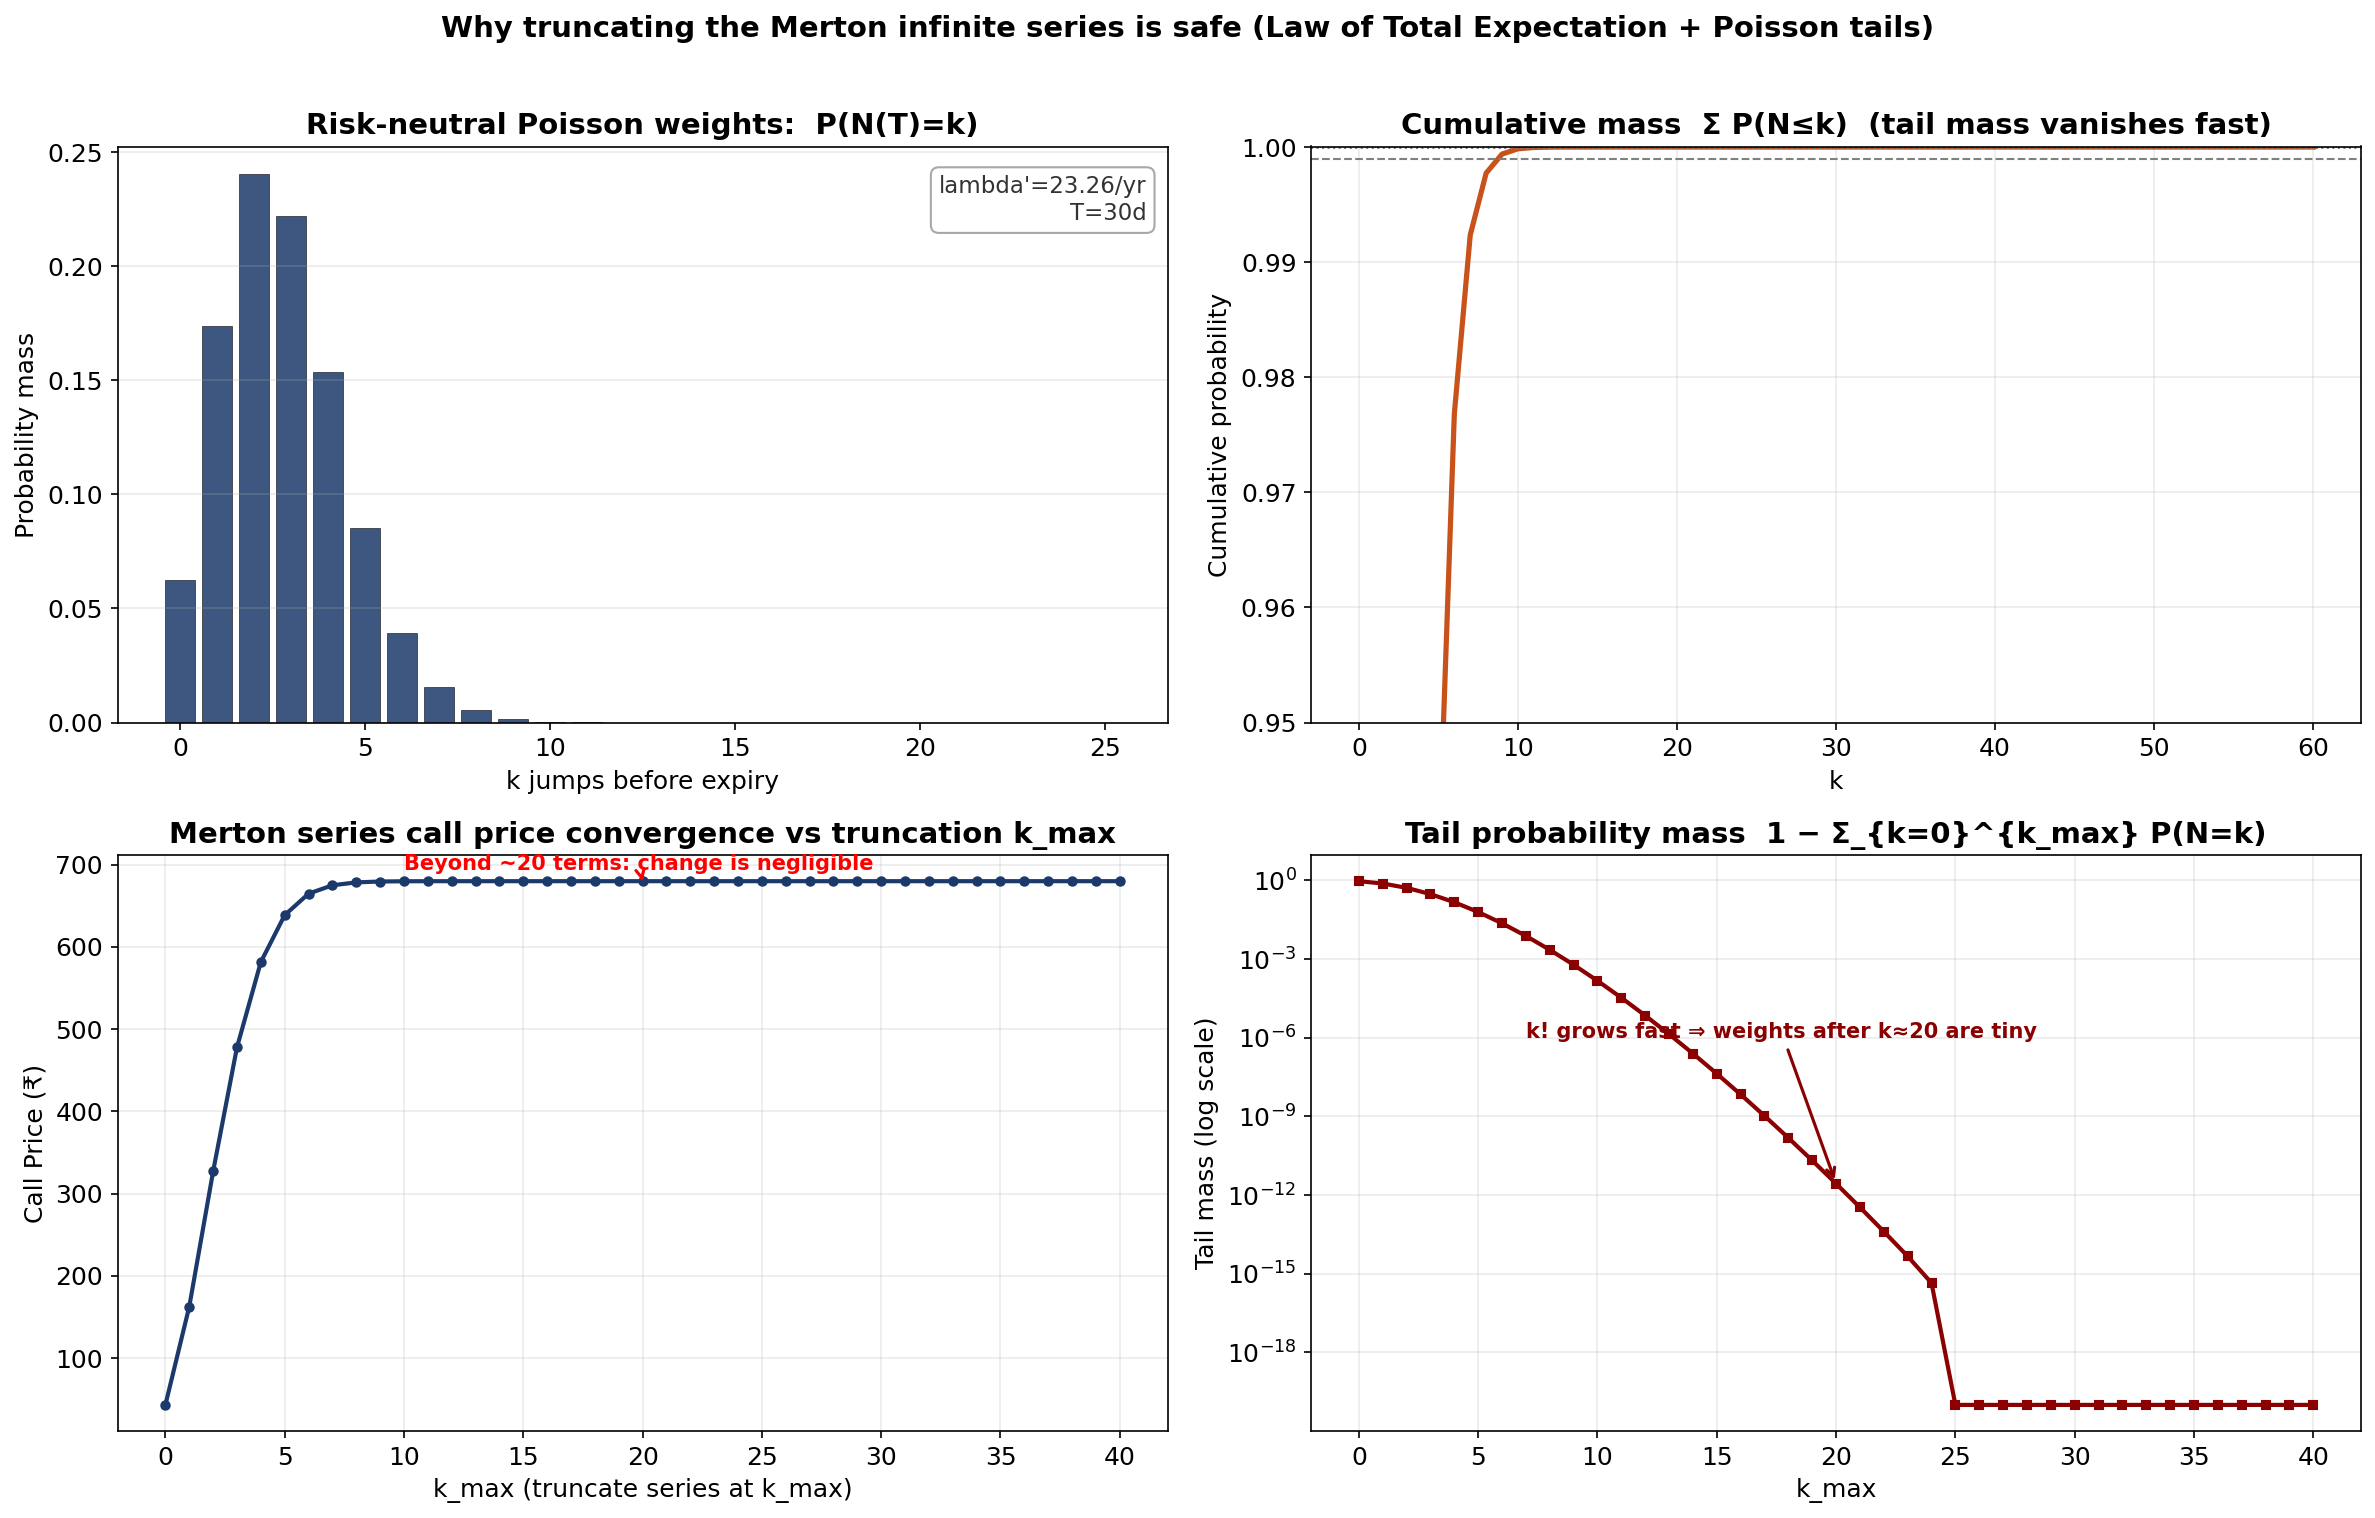 Why truncating the Merton infinite series is safe (Law of Total Expectation + Poisson tails)
Risk-neutral Poisson weights:  P(N(T)=k)
0.25
0.20
0.15
0.10
0.05
0.00
Probability mass
lambda'=23.26/yr
T=30d
0 5 10 15 20 25
k jumps before expiry
Cumulative mass  Σ P(N≤k)  (tail mass vanishes fast)
1.00
0.99
0.98
0.97
0.96
0.95
Cumulative probability
0 10 20 30 40 50 60
k
Merton series call price convergence vs truncation k_max
700
600
500
400
300
200
100
Call Price (₹)
Beyond ~20 terms: change is negligible
0 5 10 15 20 25 30 35 40
k_max (truncate series at k_max)
Tail probability mass  1 − Σ_{k=0}^{k_max} P(N=k)
10⁰
10⁻³
10⁻⁶
10⁻⁹
10⁻¹²
10⁻¹⁵
10⁻¹⁸
Tail mass (log scale)
k! grows fast ⇒ weights after k≈20 are tiny
0 5 10 15 20 25 30 35 40
k_max